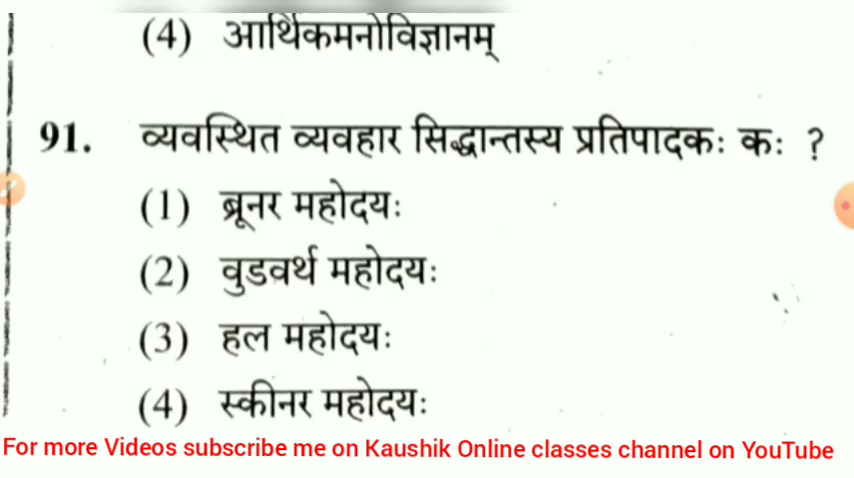 (4) आर्थिकमनोविज्ञानम्
91. व्यवस्थित व्यवहार सिद्धान्तस्य प्रतिपादकः कः ?
(1) ब्रूनर महोदयः
(2) वुडवर्थ महोदयः
(3) हल महोदयः
(4) स्कीनर महोदयः
For more Videos subscribe me on Kaushik Online classes channel on YouTube